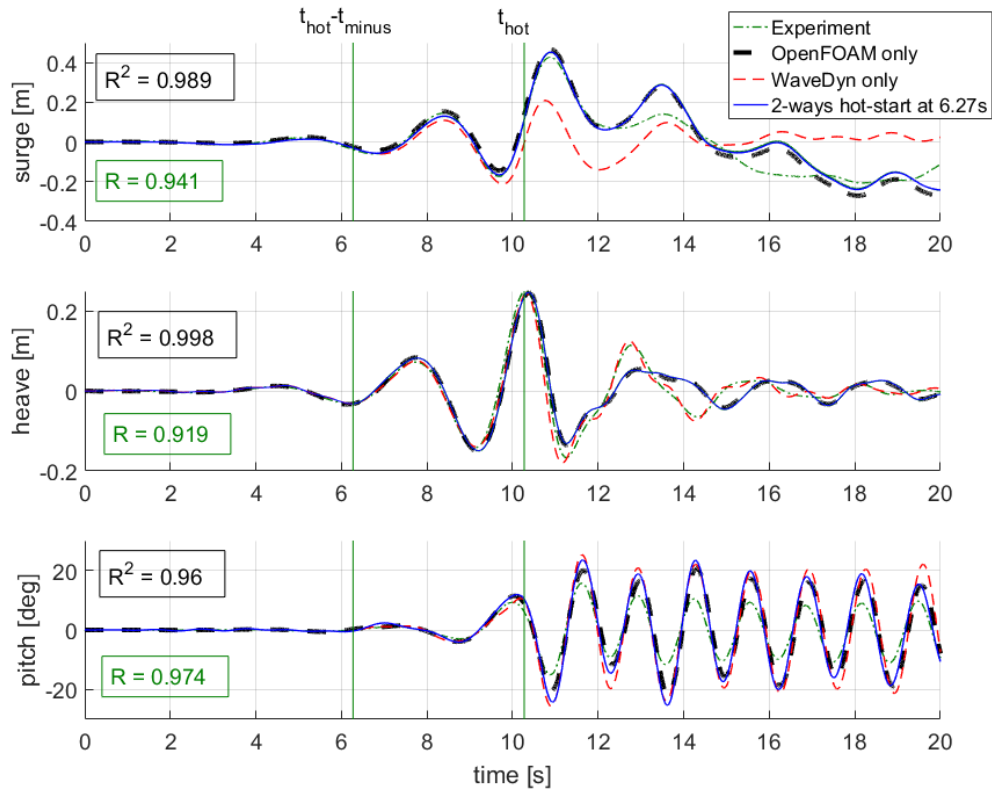 t_hot-t_minus
t_hot
Experiment
OpenFOAM only
WaveDyn only
2-ways hot-start at 6.27s
surge [m]
0.4
0.2
0
-0.2
-0.4
R² = 0.989
R = 0.941
0 2 4 6 8 10 12 14 16 18 20
heave [m]
0.2
0
-0.2
R² = 0.998
R = 0.919
0 2 4 6 8 10 12 14 16 18 20
pitch [deg]
20
0
-20
R² = 0.96
R = 0.974
0 2 4 6 8 10 12 14 16 18 20
time [s]